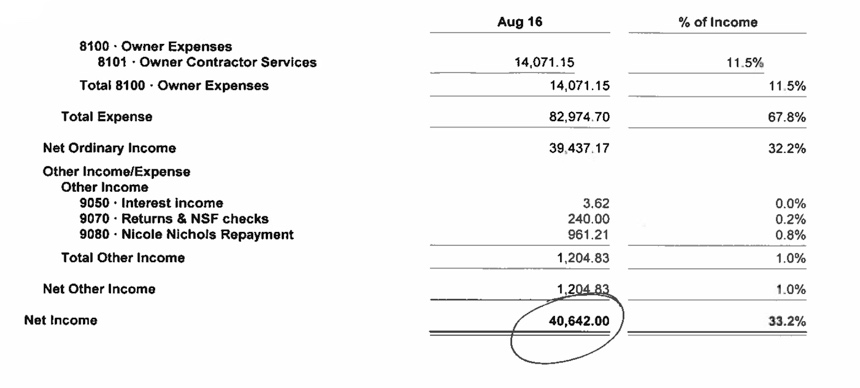 Aug 16 % of Income
8100 · Owner Expenses
8101 · Owner Contractor Services 14,071.15 11.5%
Total 8100 · Owner Expenses 14,071.15 11.5%
Total Expense 82,974.70 67.8%
Net Ordinary Income 39,437.17 32.2%
Other Income/Expense
Other Income
9050 · Interest income 3.62 0.0%
9070 · Returns & NSF checks 240.00 0.2%
9080 · Nicole Nichols Repayment 961.21 0.8%
Total Other Income 1,204.83 1.0%
Net Other Income 1,204.83 1.0%
Net Income 40,642.00 33.2%